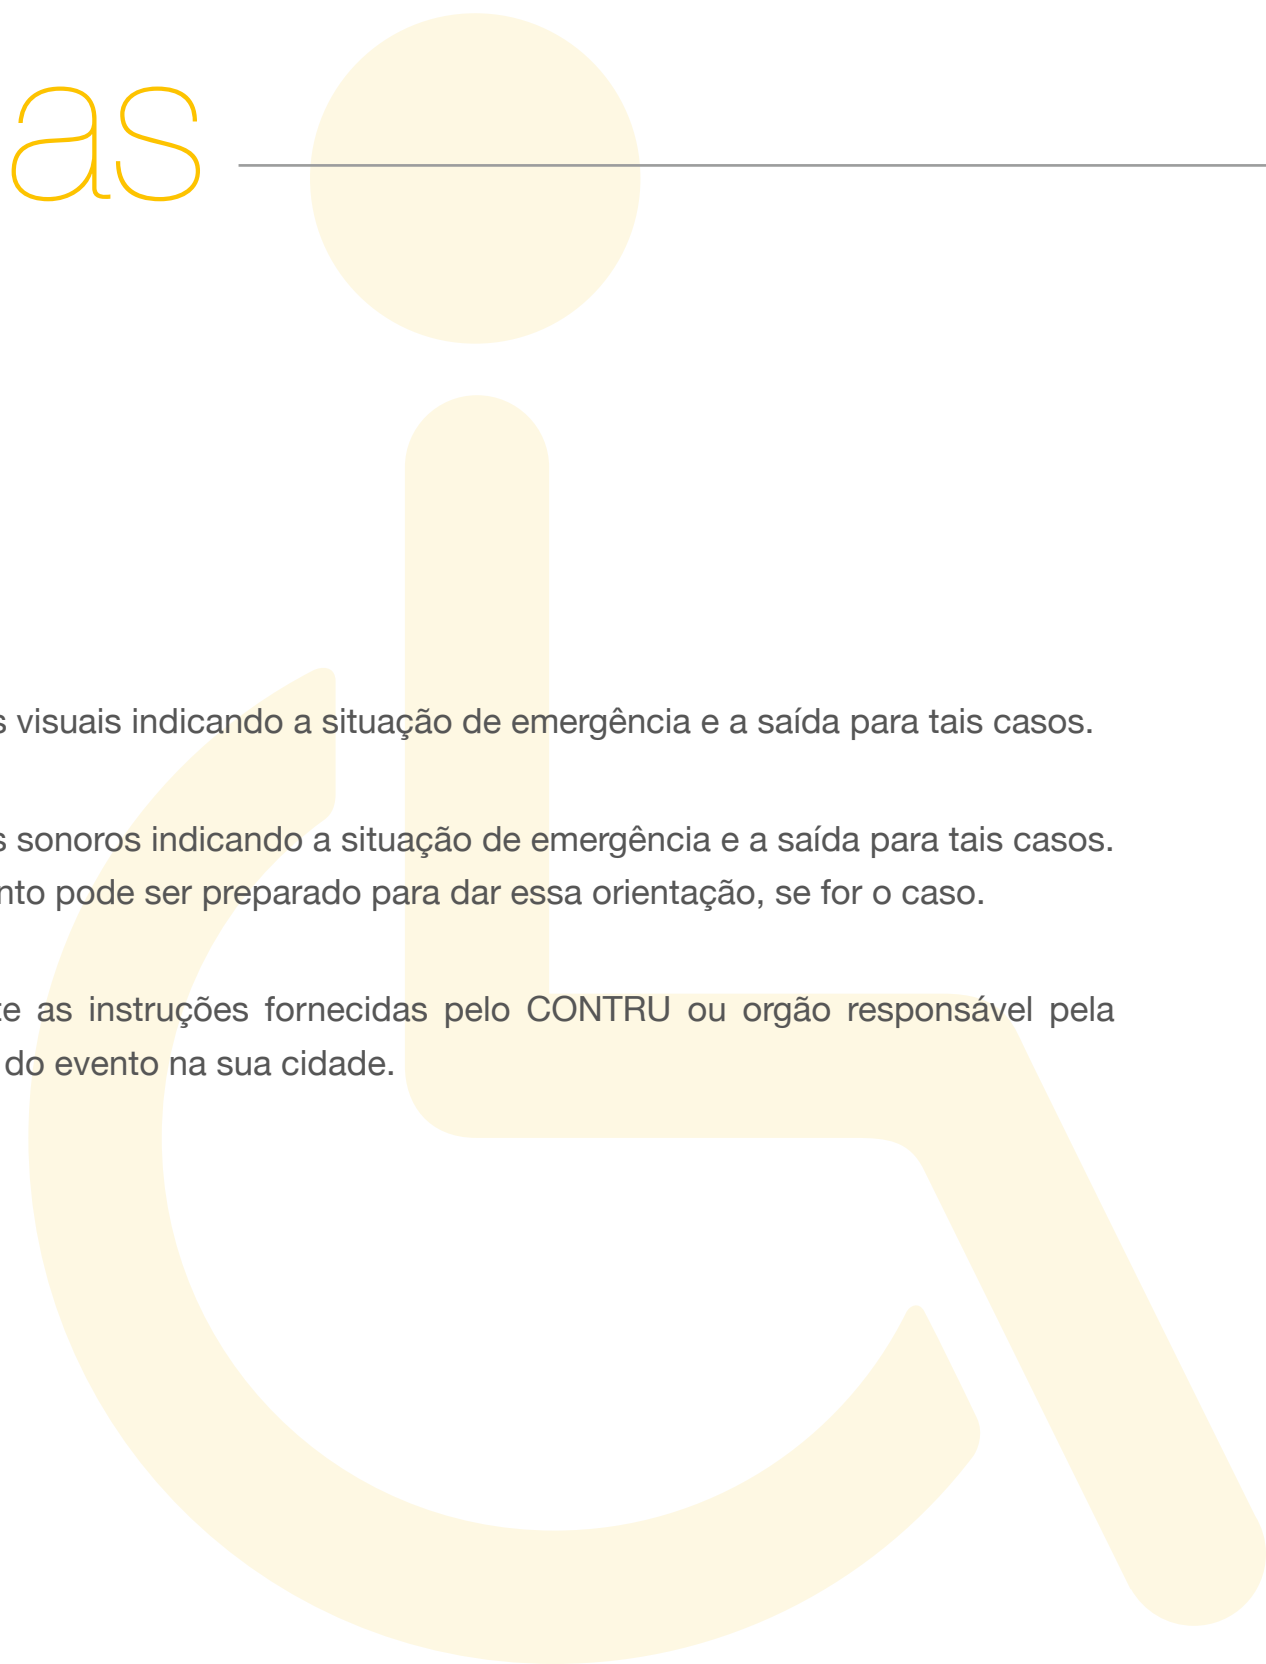 as
s visuais indicando a situação de emergência e a saída para tais casos.
s sonoros indicando a situação de emergência e a saída para tais casos.
nto pode ser preparado para dar essa orientação, se for o caso.
te as instruções fornecidas pelo CONTRU ou orgão responsável pela
do evento na sua cidade.